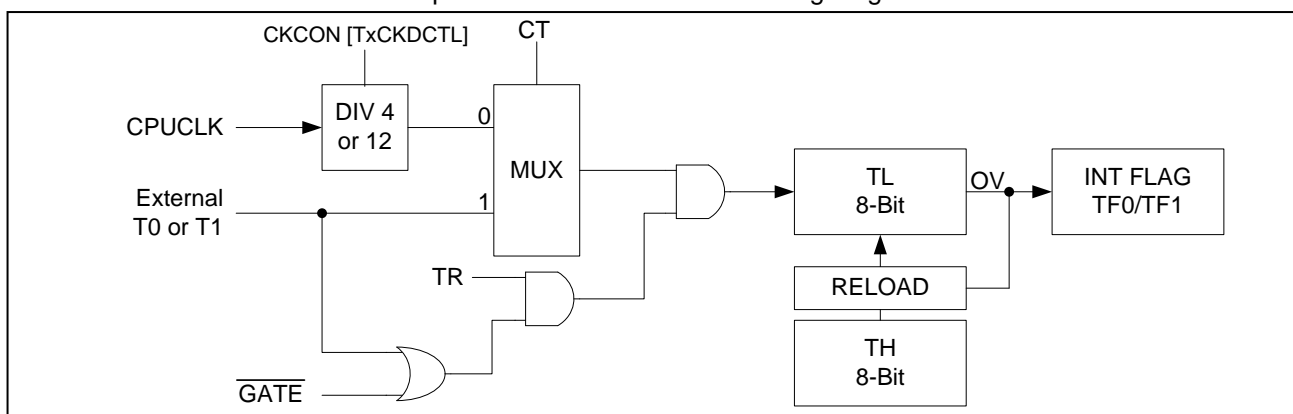 CKCON [TxCKDCTL]
CT
CPUCLK
DIV 4
or 12
0
MUX
External
T0 or T1
1
TL
8-Bit
OV
INT FLAG
TF0/TF1
TR
RELOAD
TH
8-Bit
GATE